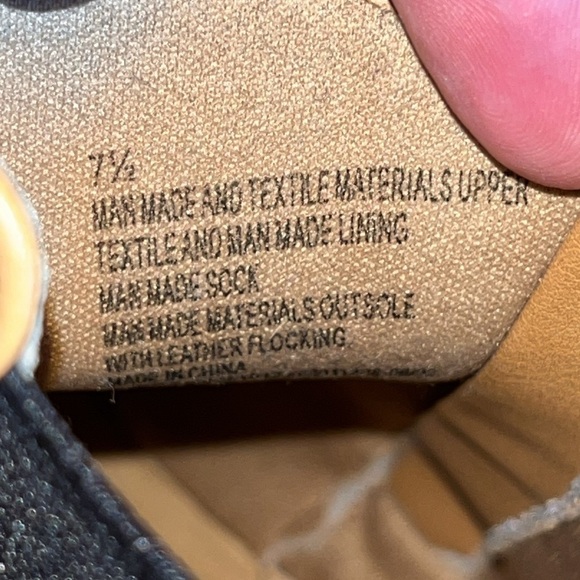 7½
MAN MADE AND TEXTILE MATERIALS UPPER
TEXTILE AND MAN MADE LINING
MAN MADE SOCK
MAN MADE MATERIALS OUTSOLE
WITH LEATHER FLOCKING
MADE IN CHINA